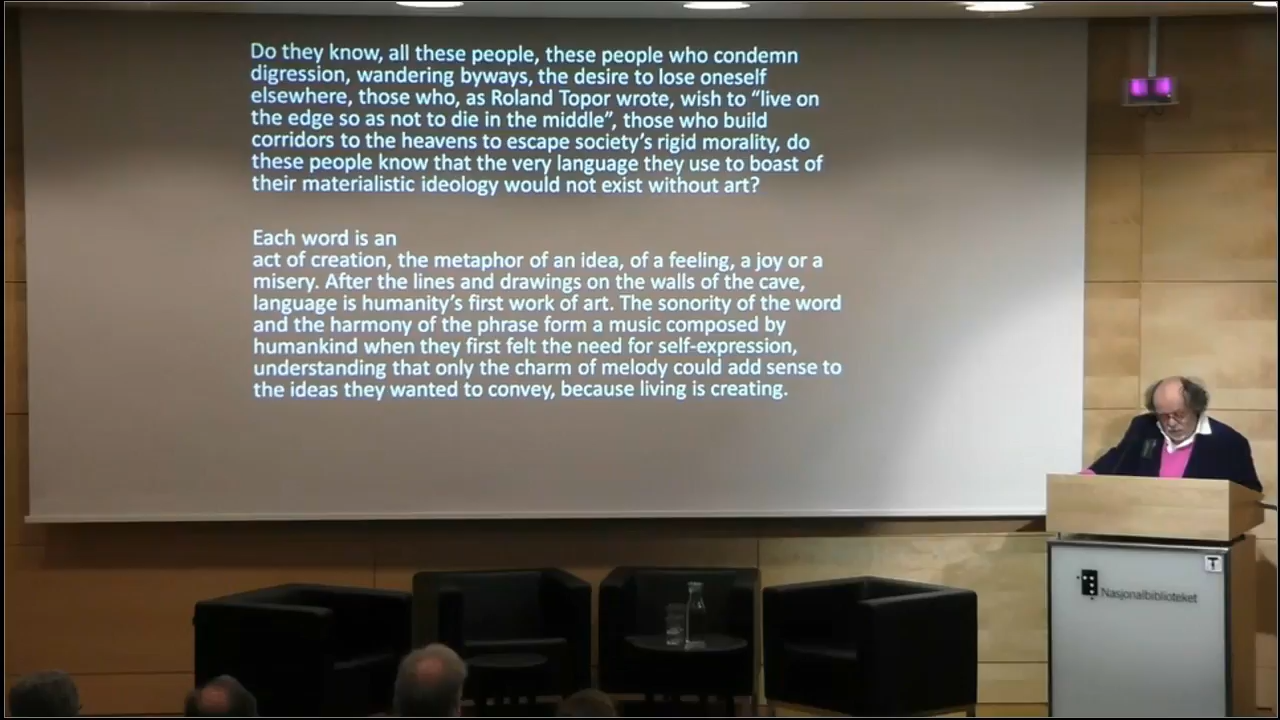 Do they know, all these people, these people who condemn
digression, wandering byways, the desire to lose oneself
elsewhere, those who, as Roland Topor wrote, wish to “live on
the edge so as not to die in the middle”, those who build
corridors to the heavens to escape society’s rigid morality, do
these people know that the very language they use to boast of
their materialistic ideology would not exist without art?
Each word is an
act of creation, the metaphor of an idea, of a feeling, a joy or a
misery. After the lines and drawings on the walls of the cave,
language is humanity’s first work of art. The sonority of the word
and the harmony of the phrase form a music composed by
humankind when they first felt the need for self-expression,
understanding that only the charm of melody could add sense to
the ideas they wanted to convey, because living is creating.
Nasjonalbiblioteket